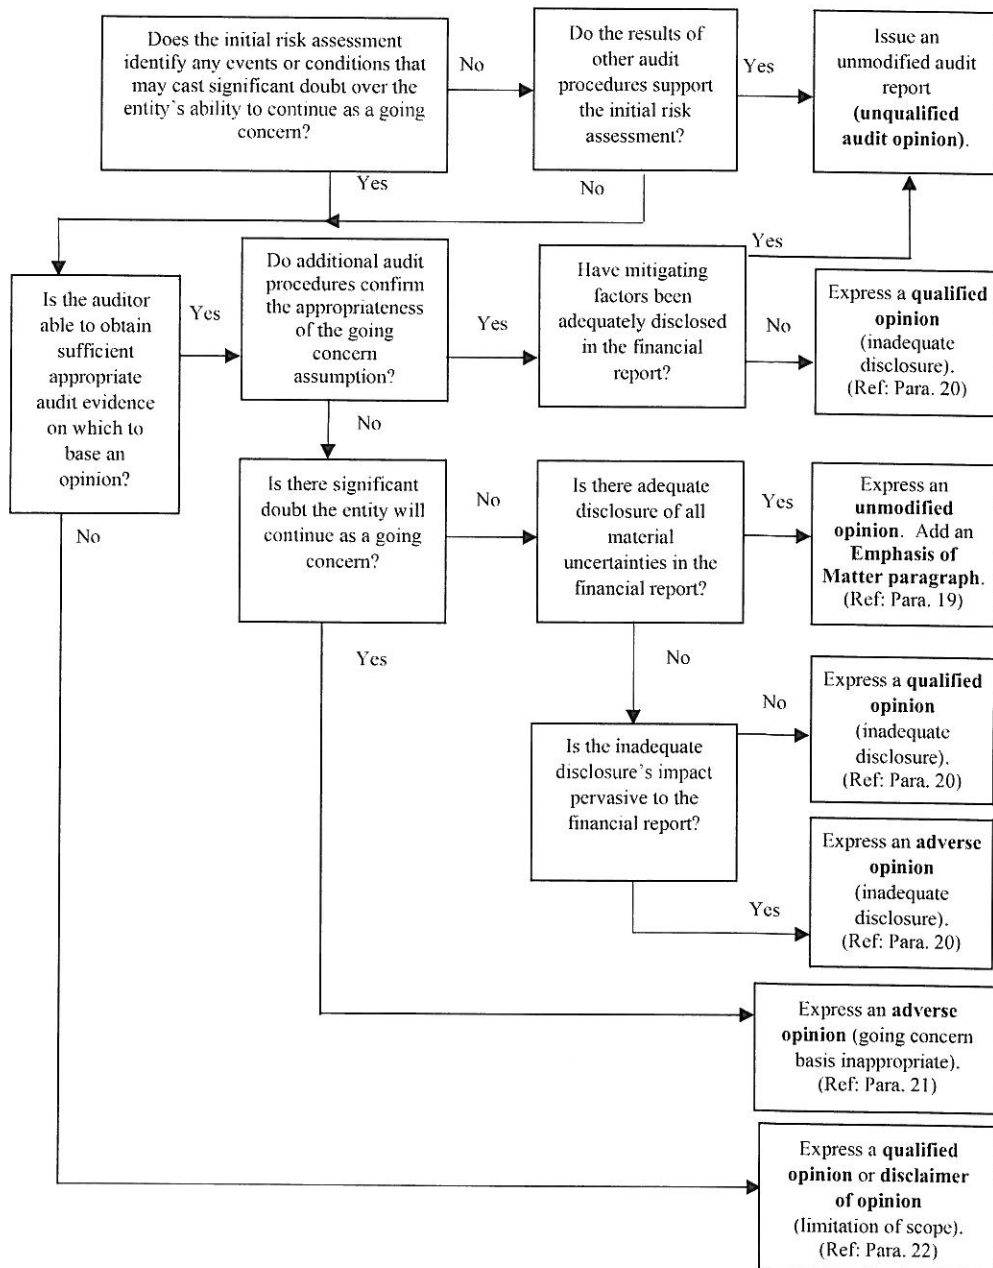 Does the initial risk assessment
identify any events or conditions that
may cast significant doubt over the
entity's ability to continue as a going
concern?
No
Do the results of
other audit
procedures support
the initial risk
assessment?
Yes
Issue an
unmodified audit
report
(unqualified
audit opinion).
Yes
No
Is the auditor
able to obtain
sufficient
appropriate
audit evidence
on which to
base an
opinion?
Yes
Do additional audit
procedures confirm
the appropriateness
of the going
concern
assumption?
Yes
Have mitigating
factors been
adequately disclosed
in the financial
report?
Yes
No
Express a qualified
opinion
(inadequate
disclosure).
(Ref: Para. 20)
No
No
Is there significant
doubt the entity will
continue as a going
concern?
No
Is there adequate
disclosure of all
material
uncertainties in the
financial report?
Yes
Express an
unmodified
opinion. Add an
Emphasis of
Matter paragraph.
(Ref: Para. 19)
Yes
No
Is the inadequate
disclosure's impact
pervasive to the
financial report?
No
Express a qualified
opinion
(inadequate
disclosure).
(Ref: Para. 20)
Yes
Express an adverse
opinion
(inadequate
disclosure).
(Ref: Para. 20)
Express an adverse
opinion (going concern
basis inappropriate).
(Ref: Para. 21)
Express a qualified
opinion or disclaimer
of opinion
(limitation of scope).
(Ref: Para. 22)